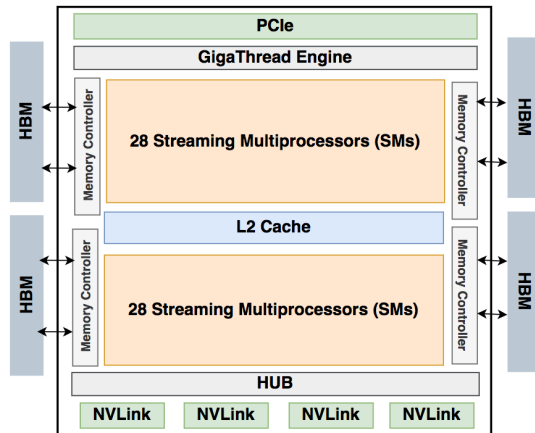 PCIe
GigaThread Engine
HBM
Memory Controller
28 Streaming Multiprocessors (SMs)
Memory Controller
HBM
L2 Cache
HBM
Memory Controller
28 Streaming Multiprocessors (SMs)
Memory Controller
HBM
HUB
NVLink
NVLink
NVLink
NVLink